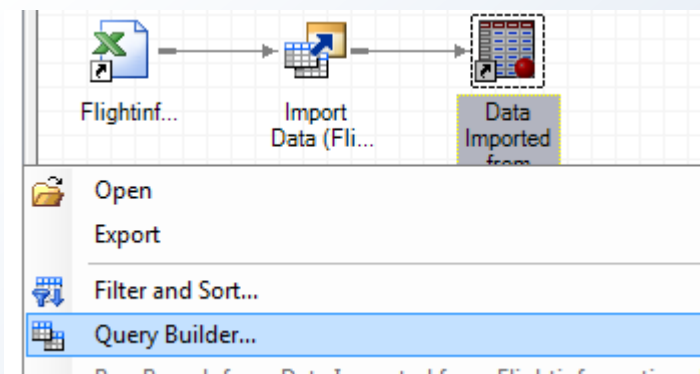 Flightinf...
Import
Data (Fli...
Data
Imported
from
Open
Export
Filter and Sort...
Query Builder...